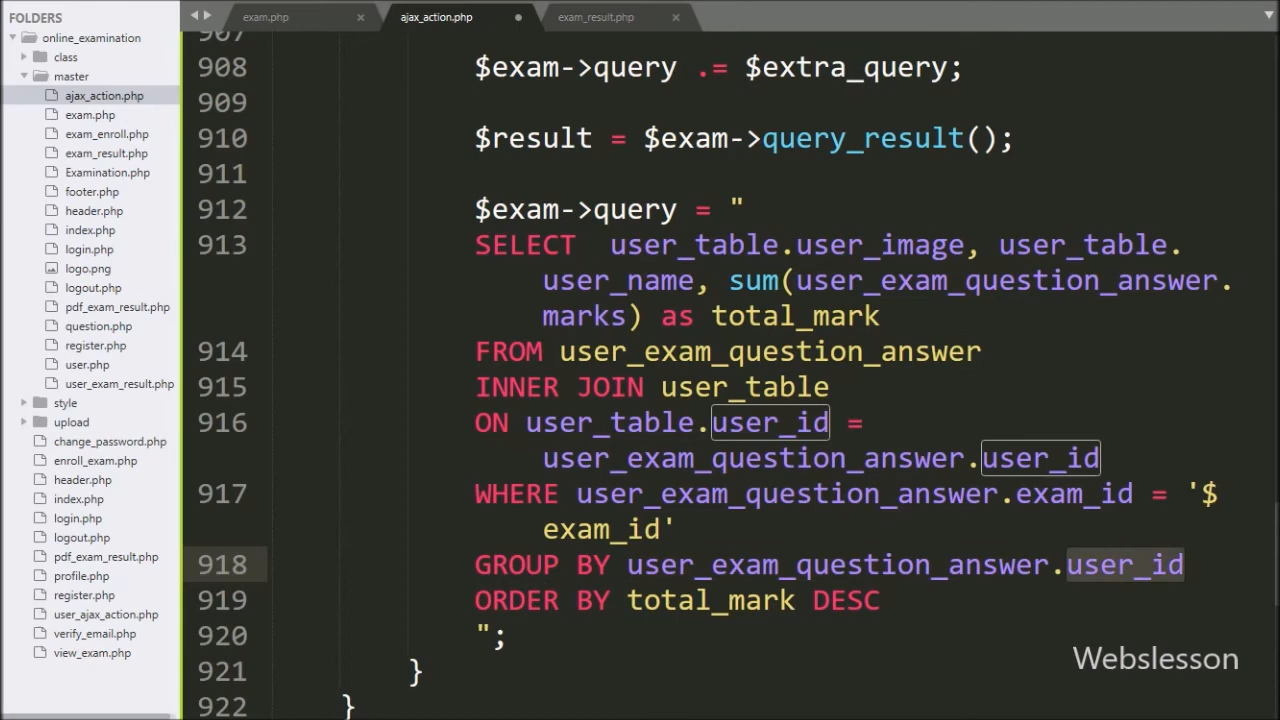 FOLDERS
online_examination
class
master
ajax_action.php
exam.php
exam_enroll.php
exam_result.php
Examination.php
footer.php
header.php
index.php
login.php
logo.png
logout.php
pdf_exam_result.php
question.php
register.php
user.php
user_exam_result.php
style
upload
change_password.php
enroll_exam.php
header.php
index.php
login.php
logout.php
pdf_exam_result.php
profile.php
register.php
user_ajax_action.php
verify_email.php
view_exam.php
exam.php × ajax_action.php exam_result.php ×
907
908 $exam->query .= $extra_query;
909
910 $result = $exam->query_result();
911
912 $exam->query = "
913 SELECT  user_table.user_image, user_table.
user_name, sum(user_exam_question_answer.
marks) as total_mark
914 FROM user_exam_question_answer
915 INNER JOIN user_table
916 ON user_table.user_id =
user_exam_question_answer.user_id
917 WHERE user_exam_question_answer.exam_id = '$
exam_id'
918 GROUP BY user_exam_question_answer.user_id
919 ORDER BY total_mark DESC
920 ";
921 }
922 }
Webslesson